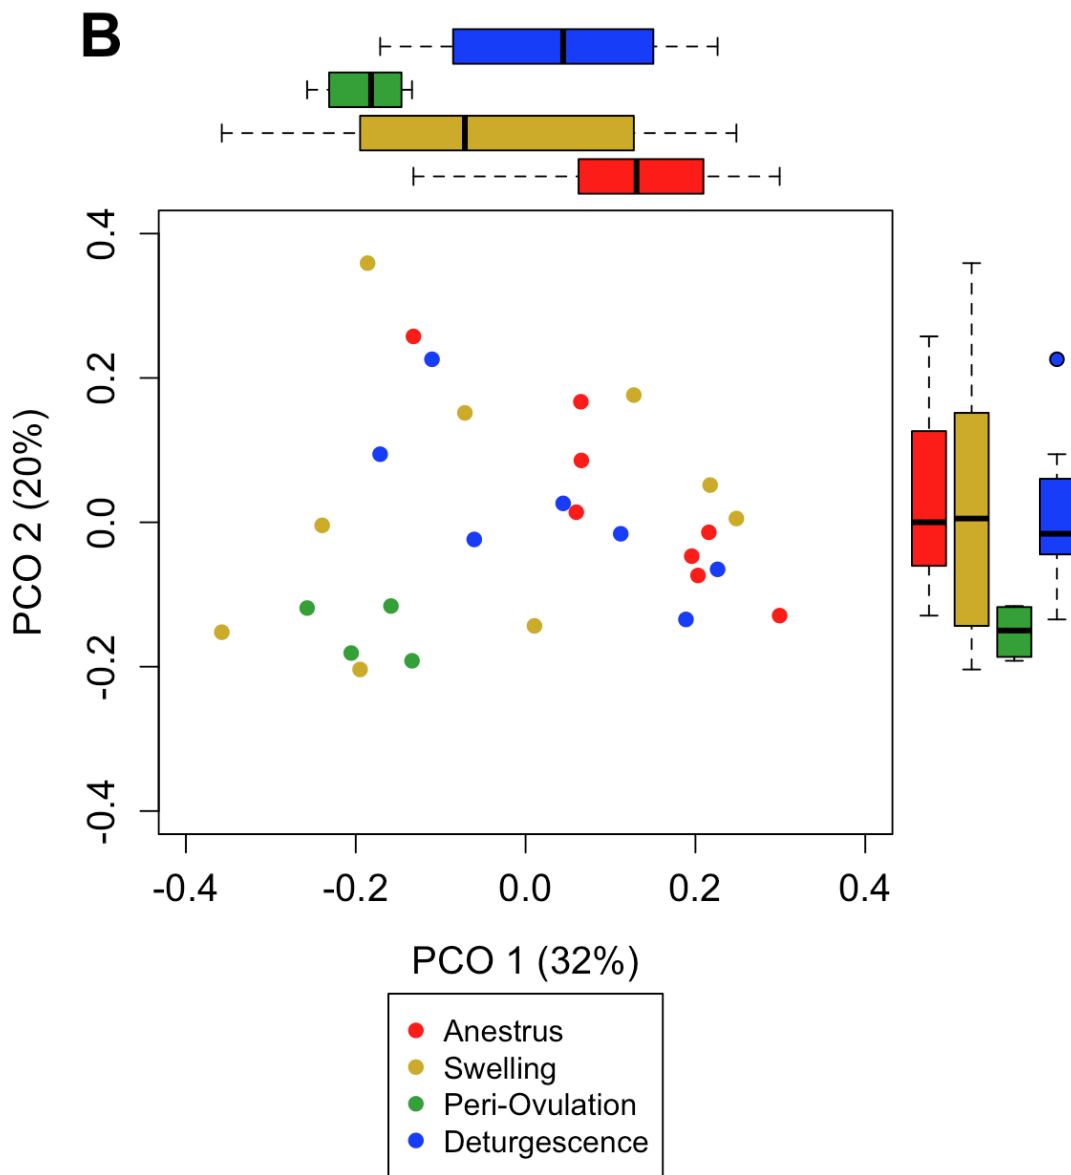 B
0.4
0.2
0.0
-0.2
-0.4
PCO 2 (20%)
-0.4 -0.2 0.0 0.2 0.4
PCO 1 (32%)
Anestrus
Swelling
Peri-Ovulation
Deturgescence